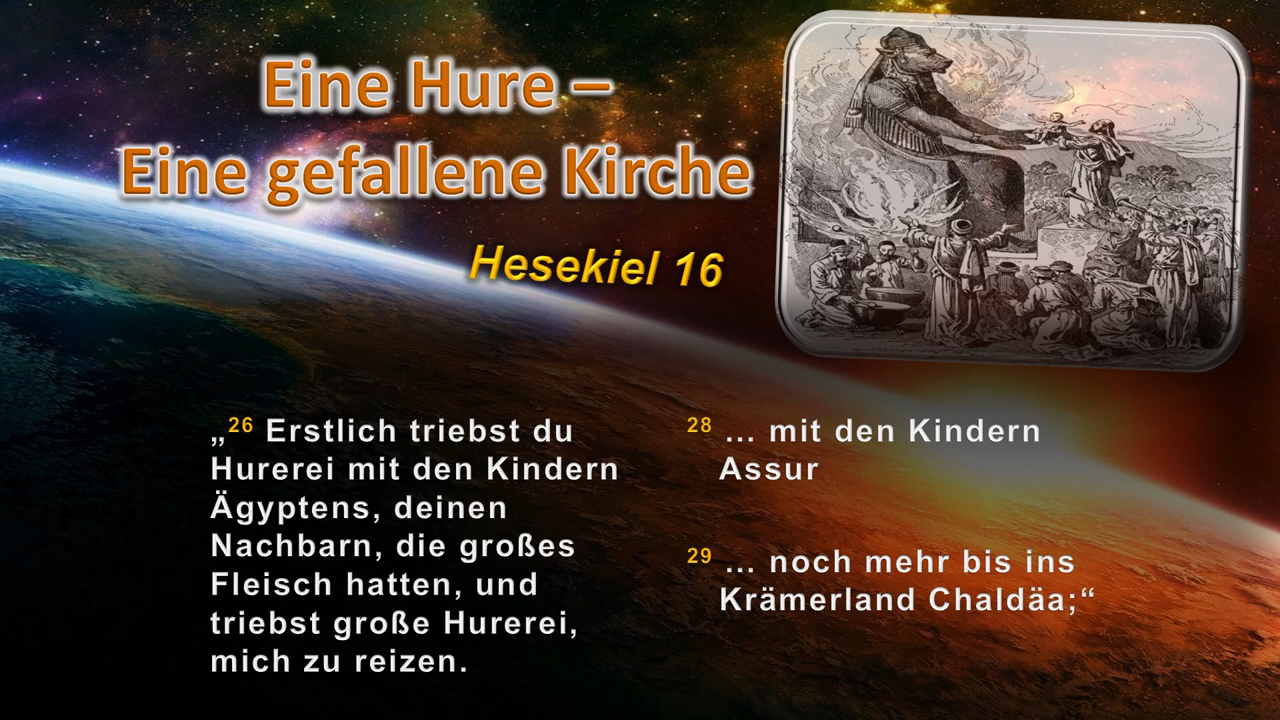 Eine Hure –
Eine gefallene Kirche
Hesekiel 16
„26 Erstlich triebst du
Hurerei mit den Kindern
Ägyptens, deinen
Nachbarn, die großes
Fleisch hatten, und
triebst große Hurerei,
mich zu reizen.
28 … mit den Kindern
Assur
29 … noch mehr bis ins
Krämerland Chaldäa;“